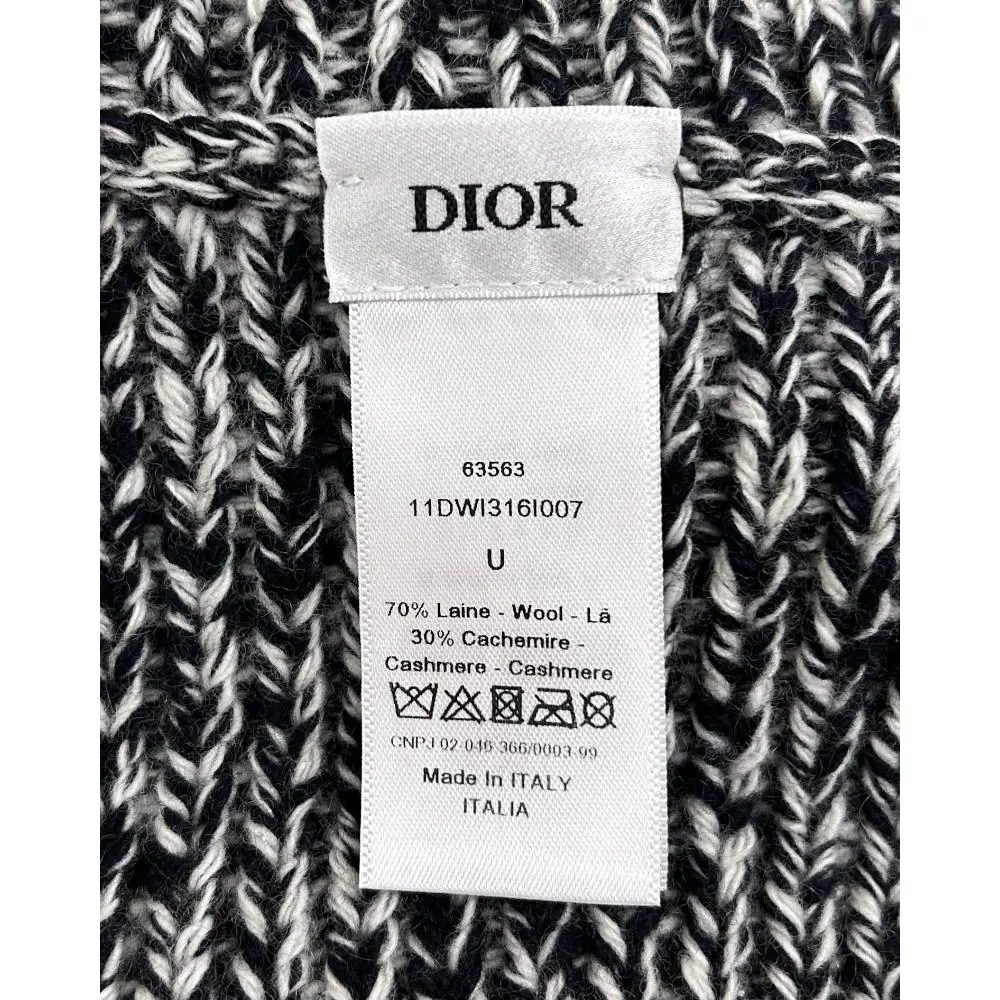 DIOR
63563
11DWI316I007
U
70% Laine - Wool - Lã
30% Cachemire -
Cashmere - Cashmere
CNPJ 02 046 366/0003-99
Made In ITALY
ITALIA